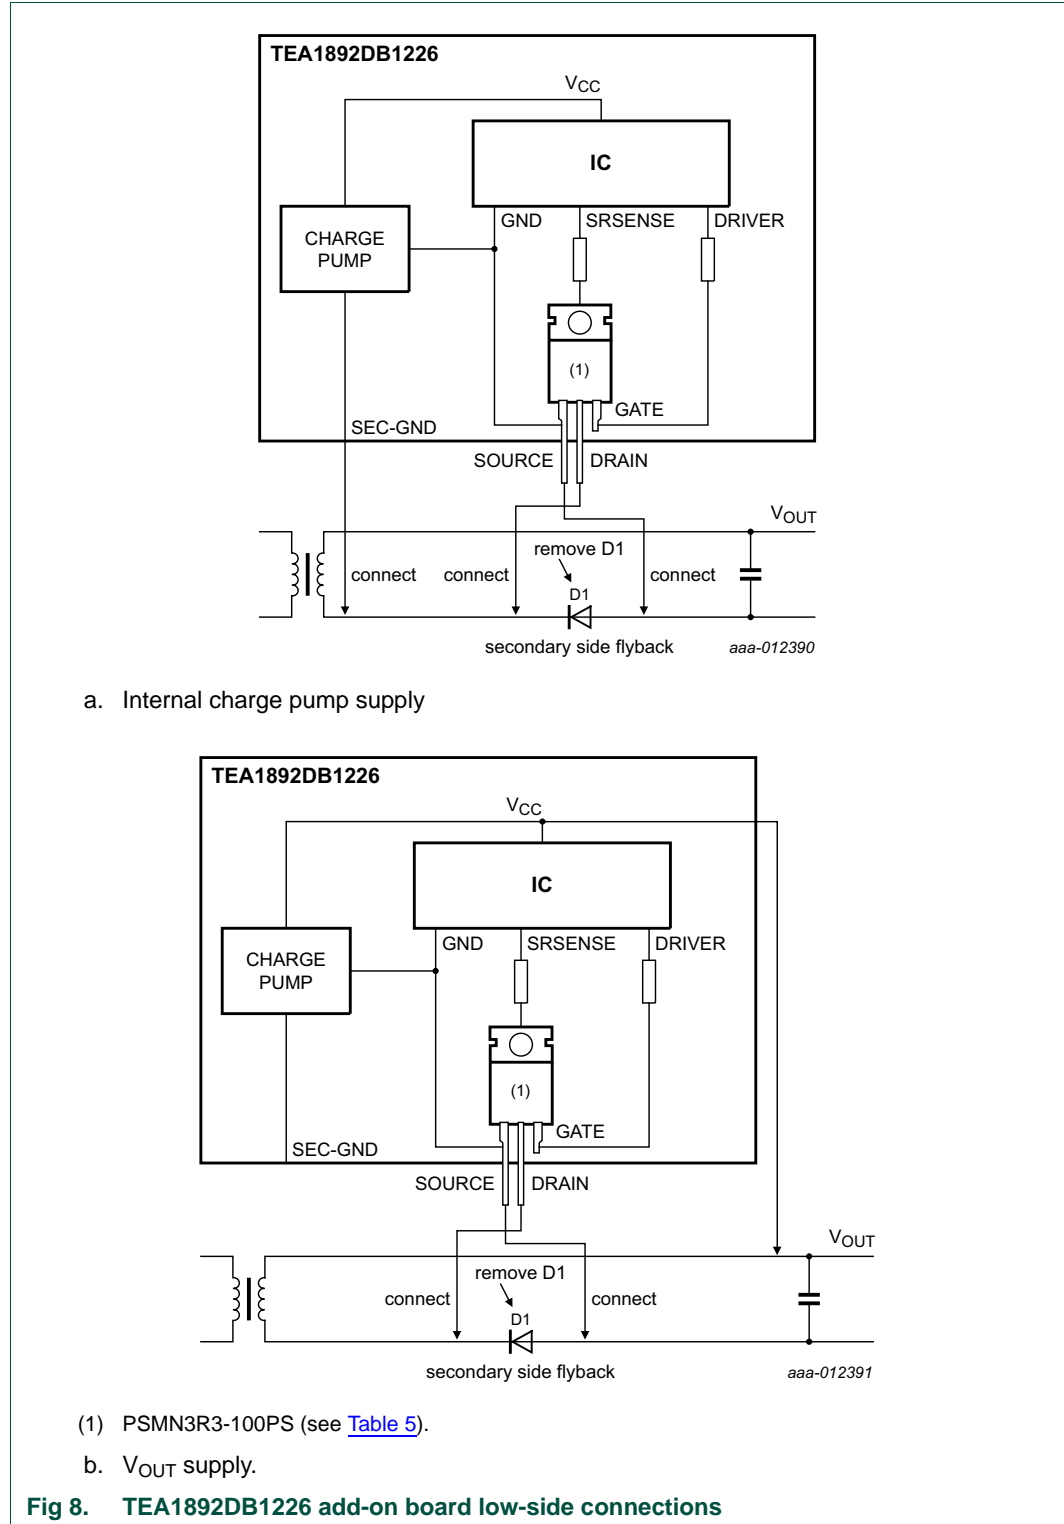 TEA1892DB1226
VCC
IC
GND
SRSENSE
DRIVER
CHARGE
PUMP
(1)
GATE
SEC-GND
SOURCE
DRAIN
VOUT
remove D1
connect
connect
connect
D1
secondary side flyback
aaa-012390
a. Internal charge pump supply
TEA1892DB1226
VCC
IC
GND
SRSENSE
DRIVER
CHARGE
PUMP
(1)
GATE
SEC-GND
SOURCE
DRAIN
VOUT
remove D1
connect
connect
D1
secondary side flyback
aaa-012391
(1) PSMN3R3-100PS (see Table 5).
b. VOUT supply.
Fig 8. TEA1892DB1226 add-on board low-side connections